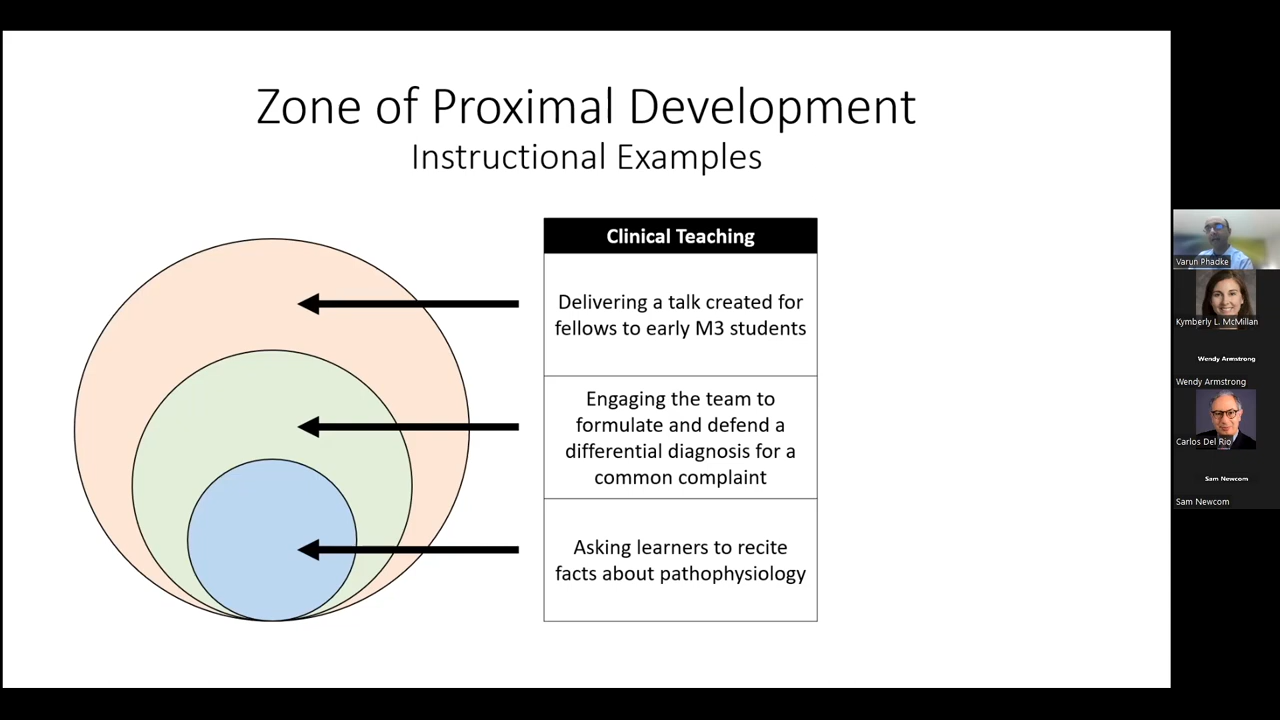 Zone of Proximal Development
Instructional Examples
Clinical Teaching
Delivering a talk created for
fellows to early M3 students
Engaging the team to
formulate and defend a
differential diagnosis for a
common complaint
Asking learners to recite
facts about pathophysiology
Varun Phadke
Kymberly L. McMillan
Wendy Armstrong
Wendy Armstrong
Carlos Del Rio
Sam Newcom
Sam Newcom